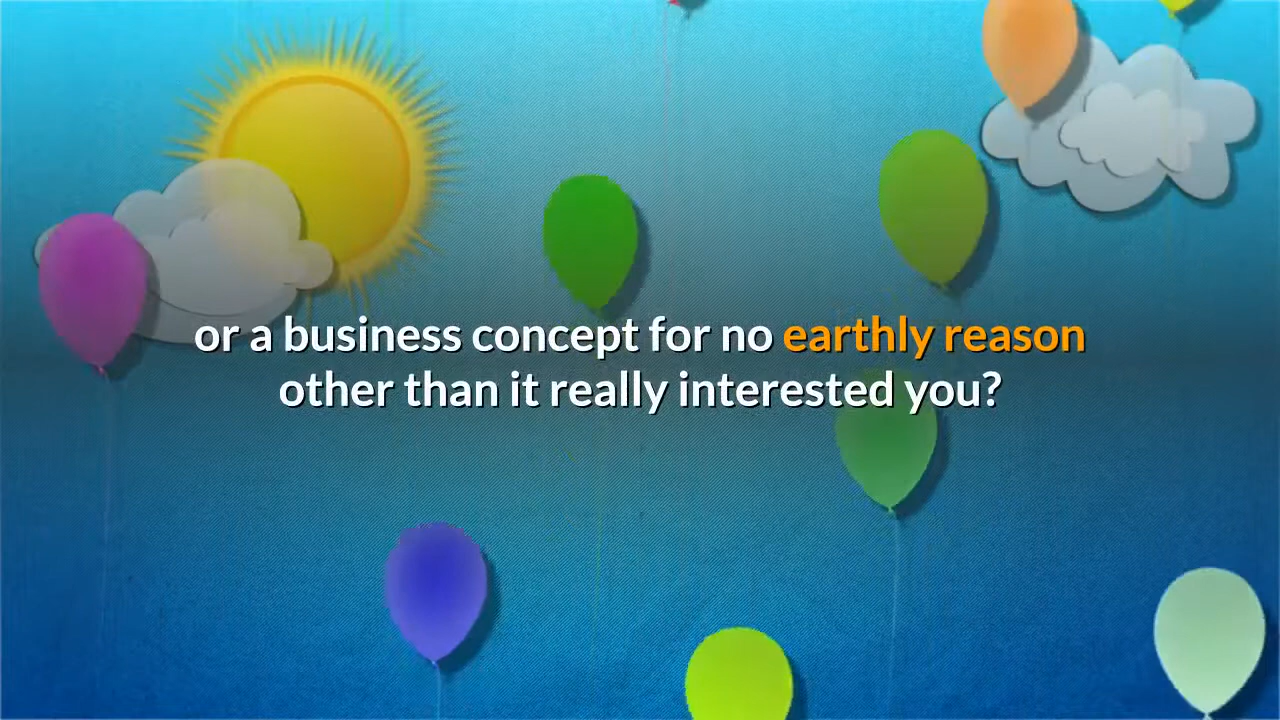 or a business concept for no earthly reason
other than it really interested you?